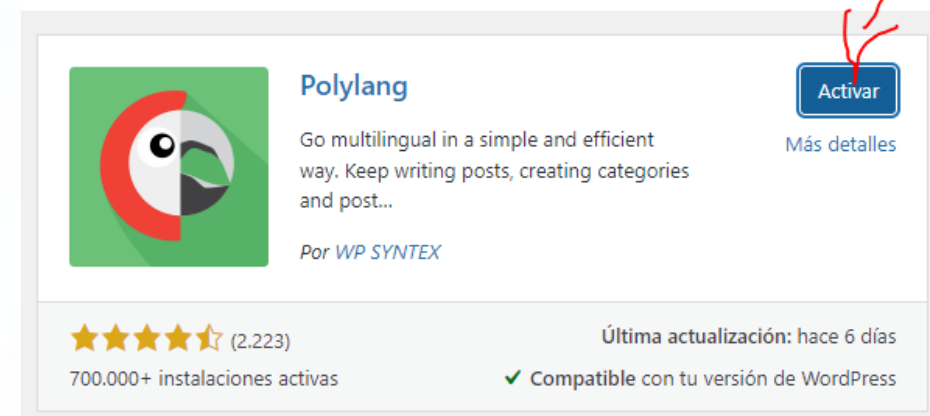 Polylang
Activar
Go multilingual in a simple and efficient
Más detalles
way. Keep writing posts, creating categories
and post...
Por WP SYNTEX
(2.223)
Última actualización: hace 6 días
700.000+ instalaciones activas
Compatible con tu versión de WordPress